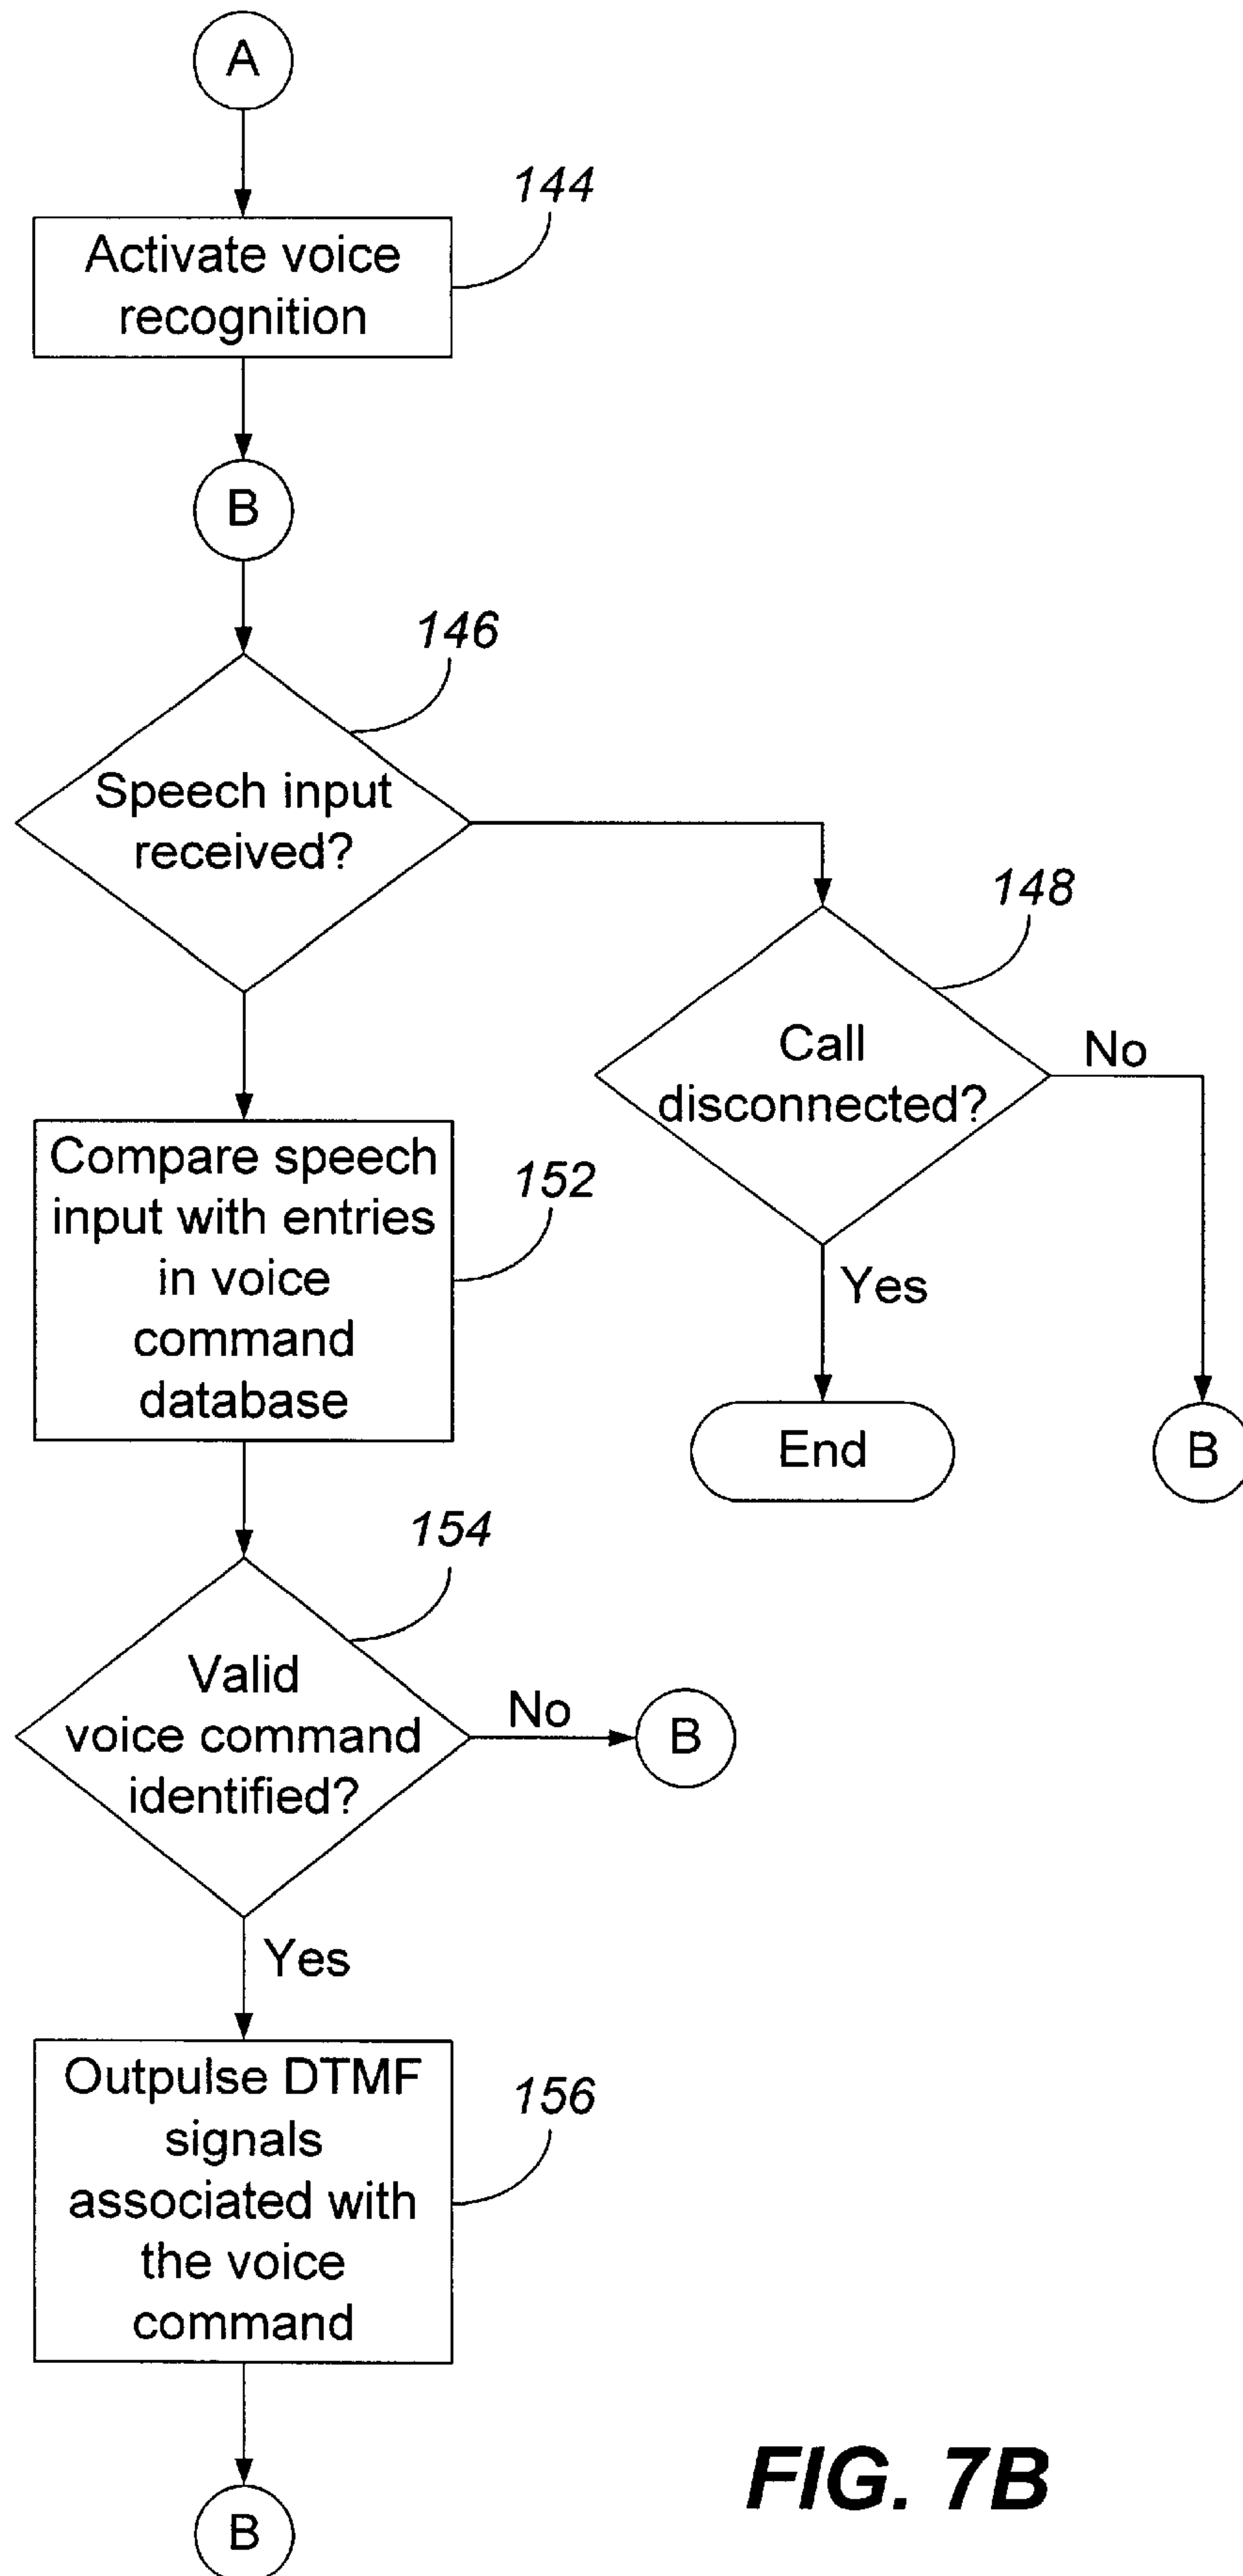 A
144
Activate voice
recognition
B
146
Speech input
received?
148
Call
disconnected?
No
152
Compare speech
input with entries
in voice
command
database
Yes
End
B
154
Valid
voice command
identified?
No
B
Yes
156
Outpulse DTMF
signals
associated with
the voice
command
B
FIG. 7B